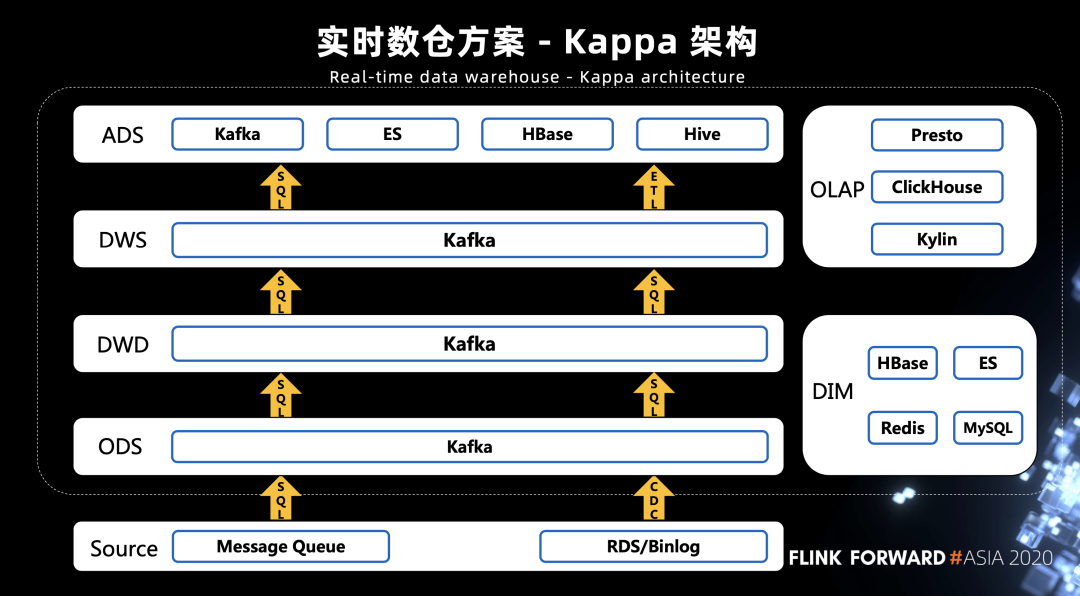 实时数仓方案 - Kappa 架构
Real-time data warehouse - Kappa architecture
ADS Kafka ES HBase Hive
SQL ETL
DWS Kafka
SQL SQL
DWD Kafka
SQL SQL
ODS Kafka
SQL CDC
Source Message Queue RDS/Binlog
Presto
OLAP ClickHouse
Kylin
HBase ES
DIM
Redis MySQL
FLINK FORWARD #ASIA 2020